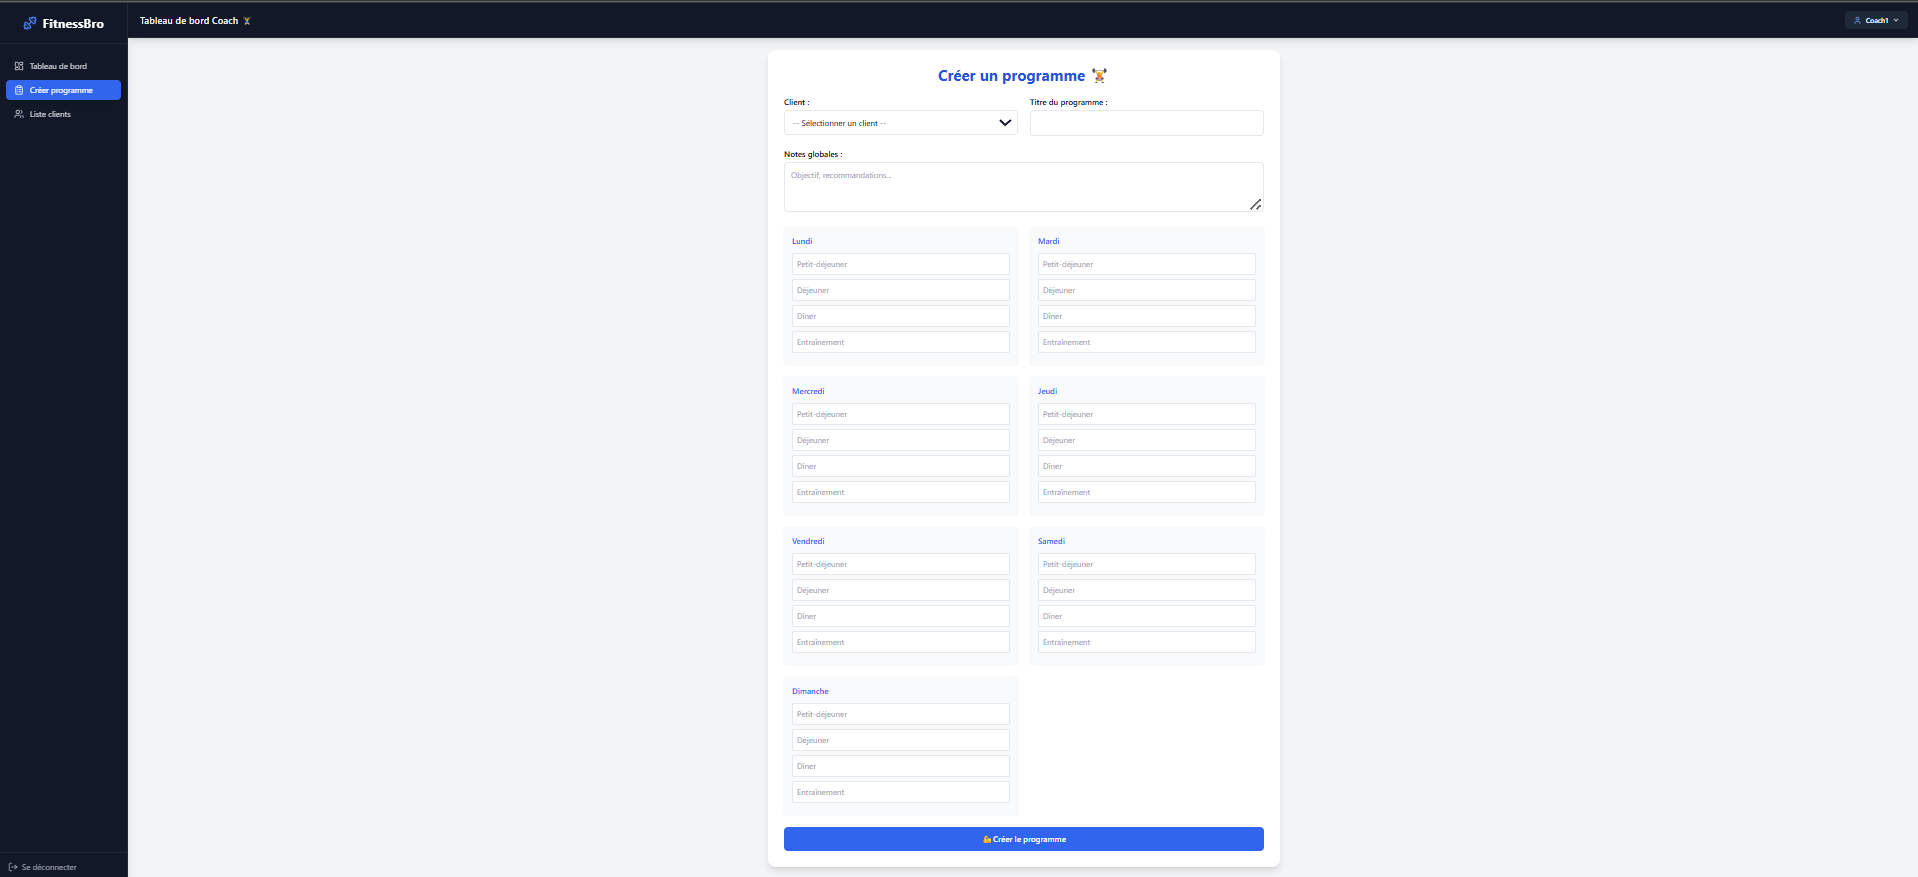 FitnessBro
Tableau de bord Coach
Coach1
Tableau de bord
Créer programme
Liste clients
Créer un programme
Client :
Titre du programme :
-- Sélectionner un client --
Notes globales :
Objectif, recommandations...
Lundi
Petit-déjeuner
Déjeuner
Dîner
Entraînement
Mardi
Petit-déjeuner
Déjeuner
Dîner
Entraînement
Mercredi
Petit-déjeuner
Déjeuner
Dîner
Entraînement
Jeudi
Petit-déjeuner
Déjeuner
Dîner
Entraînement
Vendredi
Petit-déjeuner
Déjeuner
Dîner
Entraînement
Samedi
Petit-déjeuner
Déjeuner
Dîner
Entraînement
Dimanche
Petit-déjeuner
Déjeuner
Dîner
Entraînement
Créer le programme
Se déconnecter